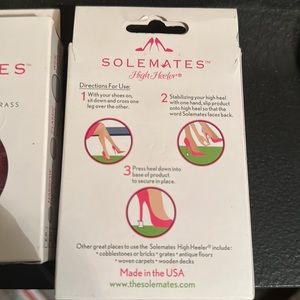 SOLEMATES™
High Heeler®
Directions For Use:
1 With your shoes on,
sit down and cross one
leg over the other.
2 Stabilizing your high heel
with one hand, slip product
onto high heel so that the
word Solemates faces back.
3 Press heel down into
base of product
to secure in place.
Other great places to use the Solemates High Heeler® include:
• cobblestones or bricks • grates • antique floors
• woven carpets • wooden decks
Made in the USA
www.thesolemates.com
TES™
RASS